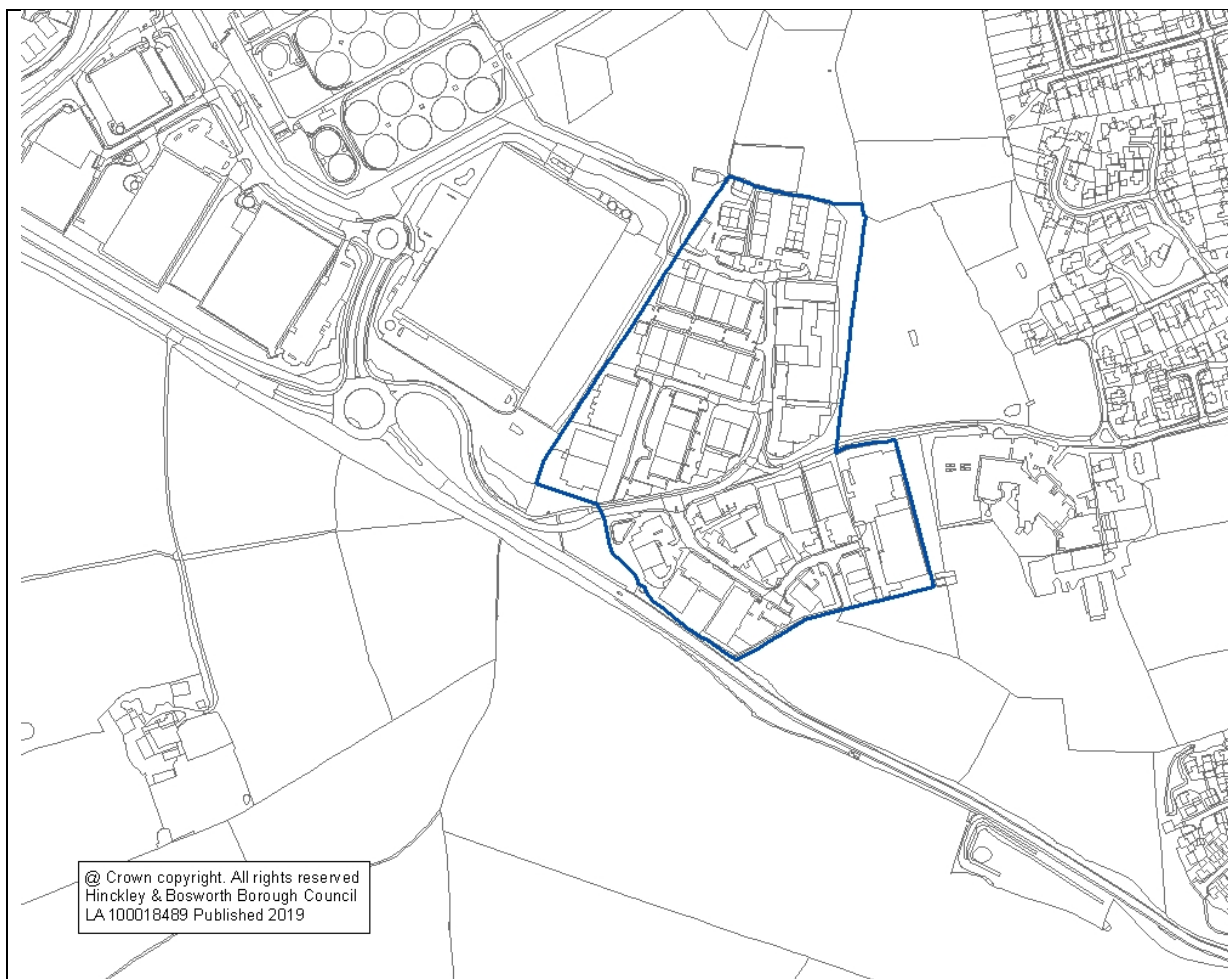 @ Crown copyright. All rights reserved
Hinckley & Bosworth Borough Council
LA 100018489 Published 2019